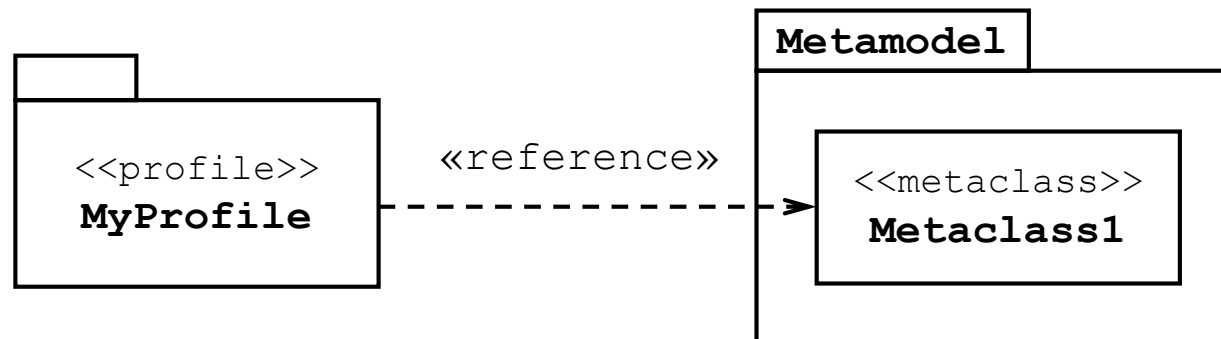 Metamodel
<<profile>>
MyProfile
«reference»
<<metaclass>>
Metaclass1